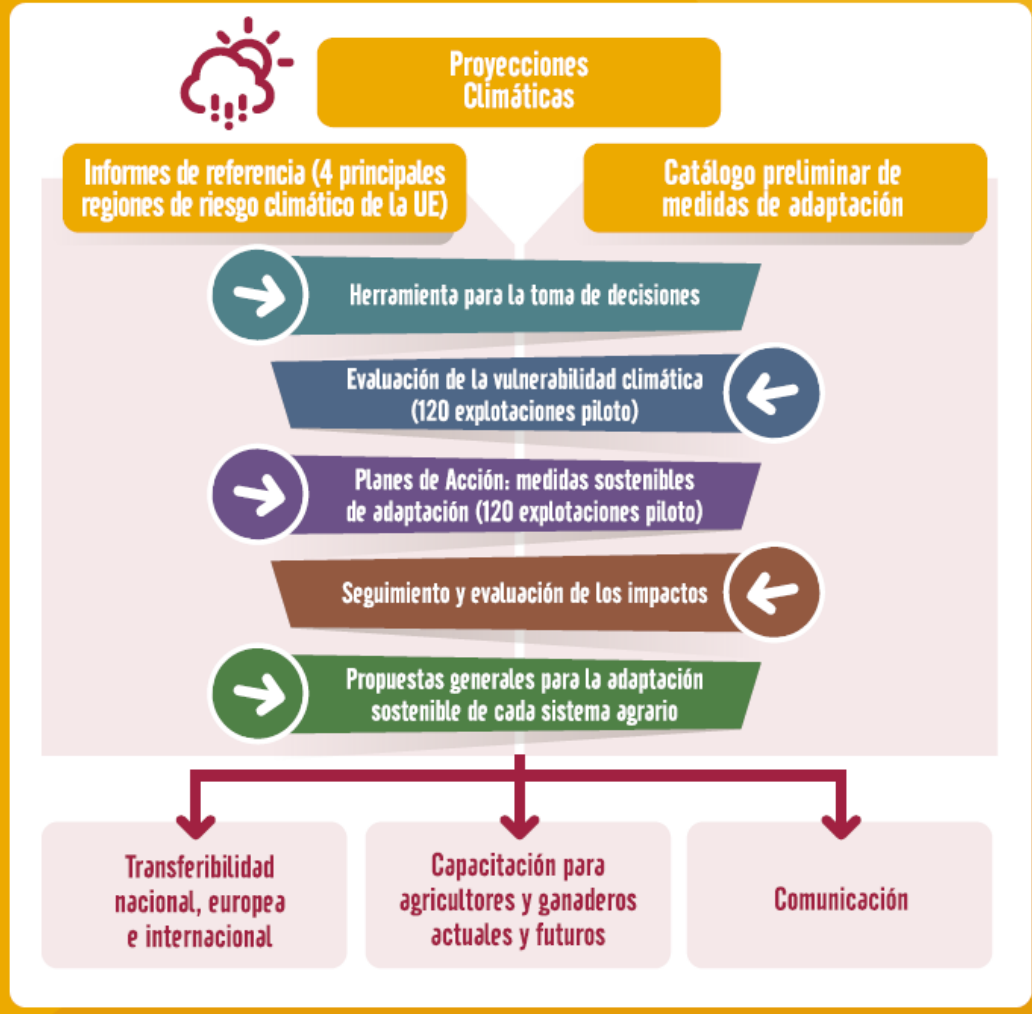 Proyecciones
Climáticas
Informes de referencia (4 principales
regiones de riesgo climático de la UE)
Catálogo preliminar de
medidas de adaptación
Herramienta para la toma de decisiones
Evaluación de la vulnerabilidad climática
(120 explotaciones piloto)
Planes de Acción: medidas sostenibles
de adaptación (120 explotaciones piloto)
Seguimiento y evaluación de los impactos
Propuestas generales para la adaptación
sostenible de cada sistema agrario
Transferibilidad
nacional, europea
e internacional
Capacitación para
agricultores y ganaderos
actuales y futuros
Comunicación